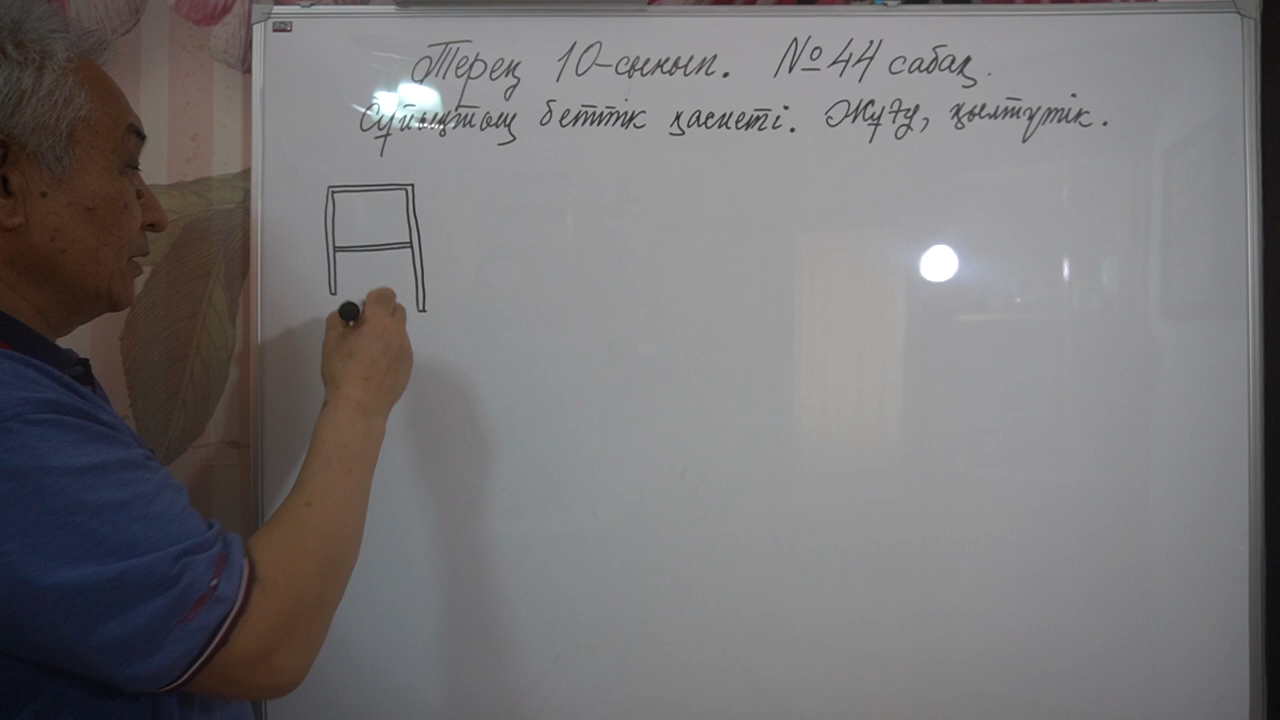 Терең 10-сынып. №44 сабақ.
Сұйықтың беттік қасиеті. Жұғу, қылтүтік.